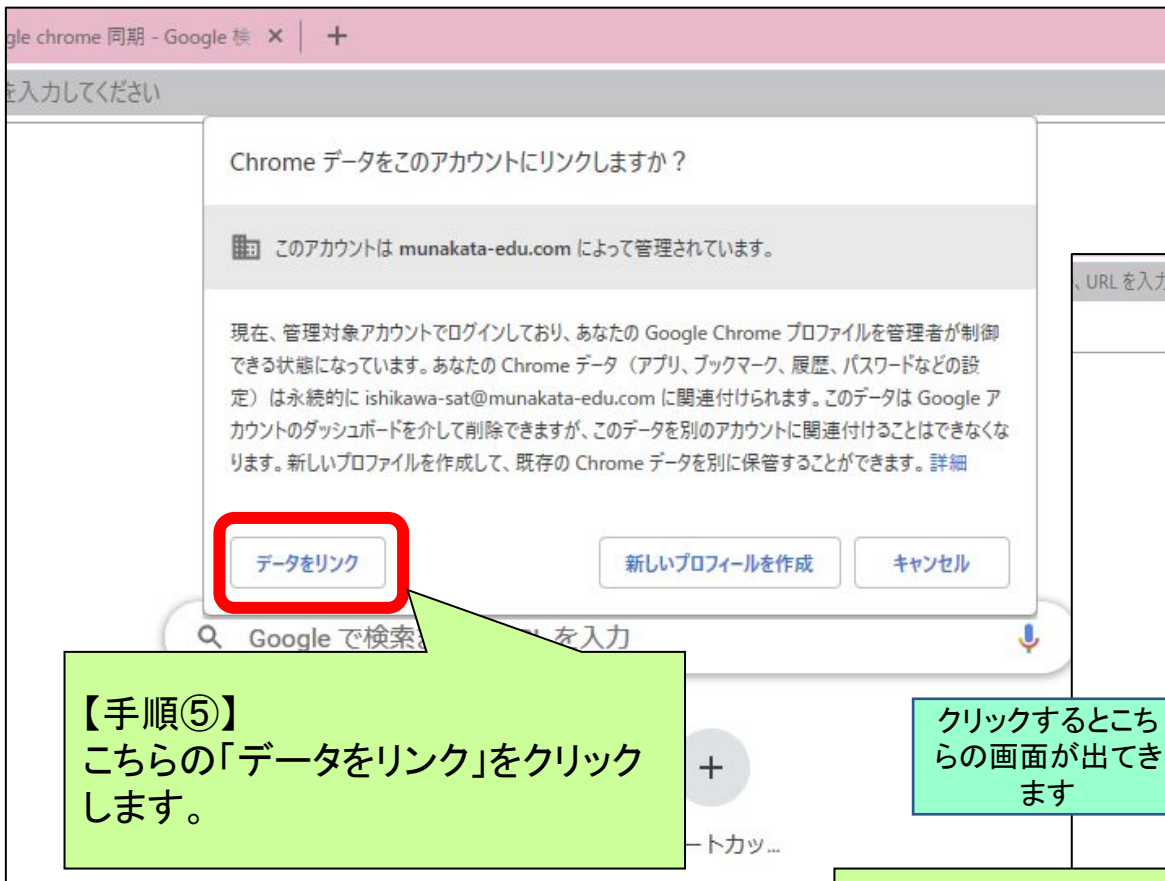 gle chrome 同期 - Google 検
を入力してください
Chrome データをこのアカウントにリンクしますか？
このアカウントは munakata-edu.com によって管理されています。
現在、管理対象アカウントでログインしており、あなたの Google Chrome プロファイルを管理者が制御
できる状態になっています。あなたの Chrome データ（アプリ、ブックマーク、履歴、パスワードなどの設
定）は永続的に ishikawa-sat@munakata-edu.com に関連付けられます。このデータは Google ア
カウントのダッシュボードを介して削除できますが、このデータを別のアカウントに関連付けることはできなくな
ります。新しいプロファイルを作成して、既存の Chrome データを別に保管することができます。詳細
データをリンク
新しいプロフィールを作成
キャンセル
、URL を入力
Google で検索 を入力
【手順⑤】
こちらの「データをリンク」をクリック
します。
クリックするとこち
らの画面が出てき
ます
ートカッ...